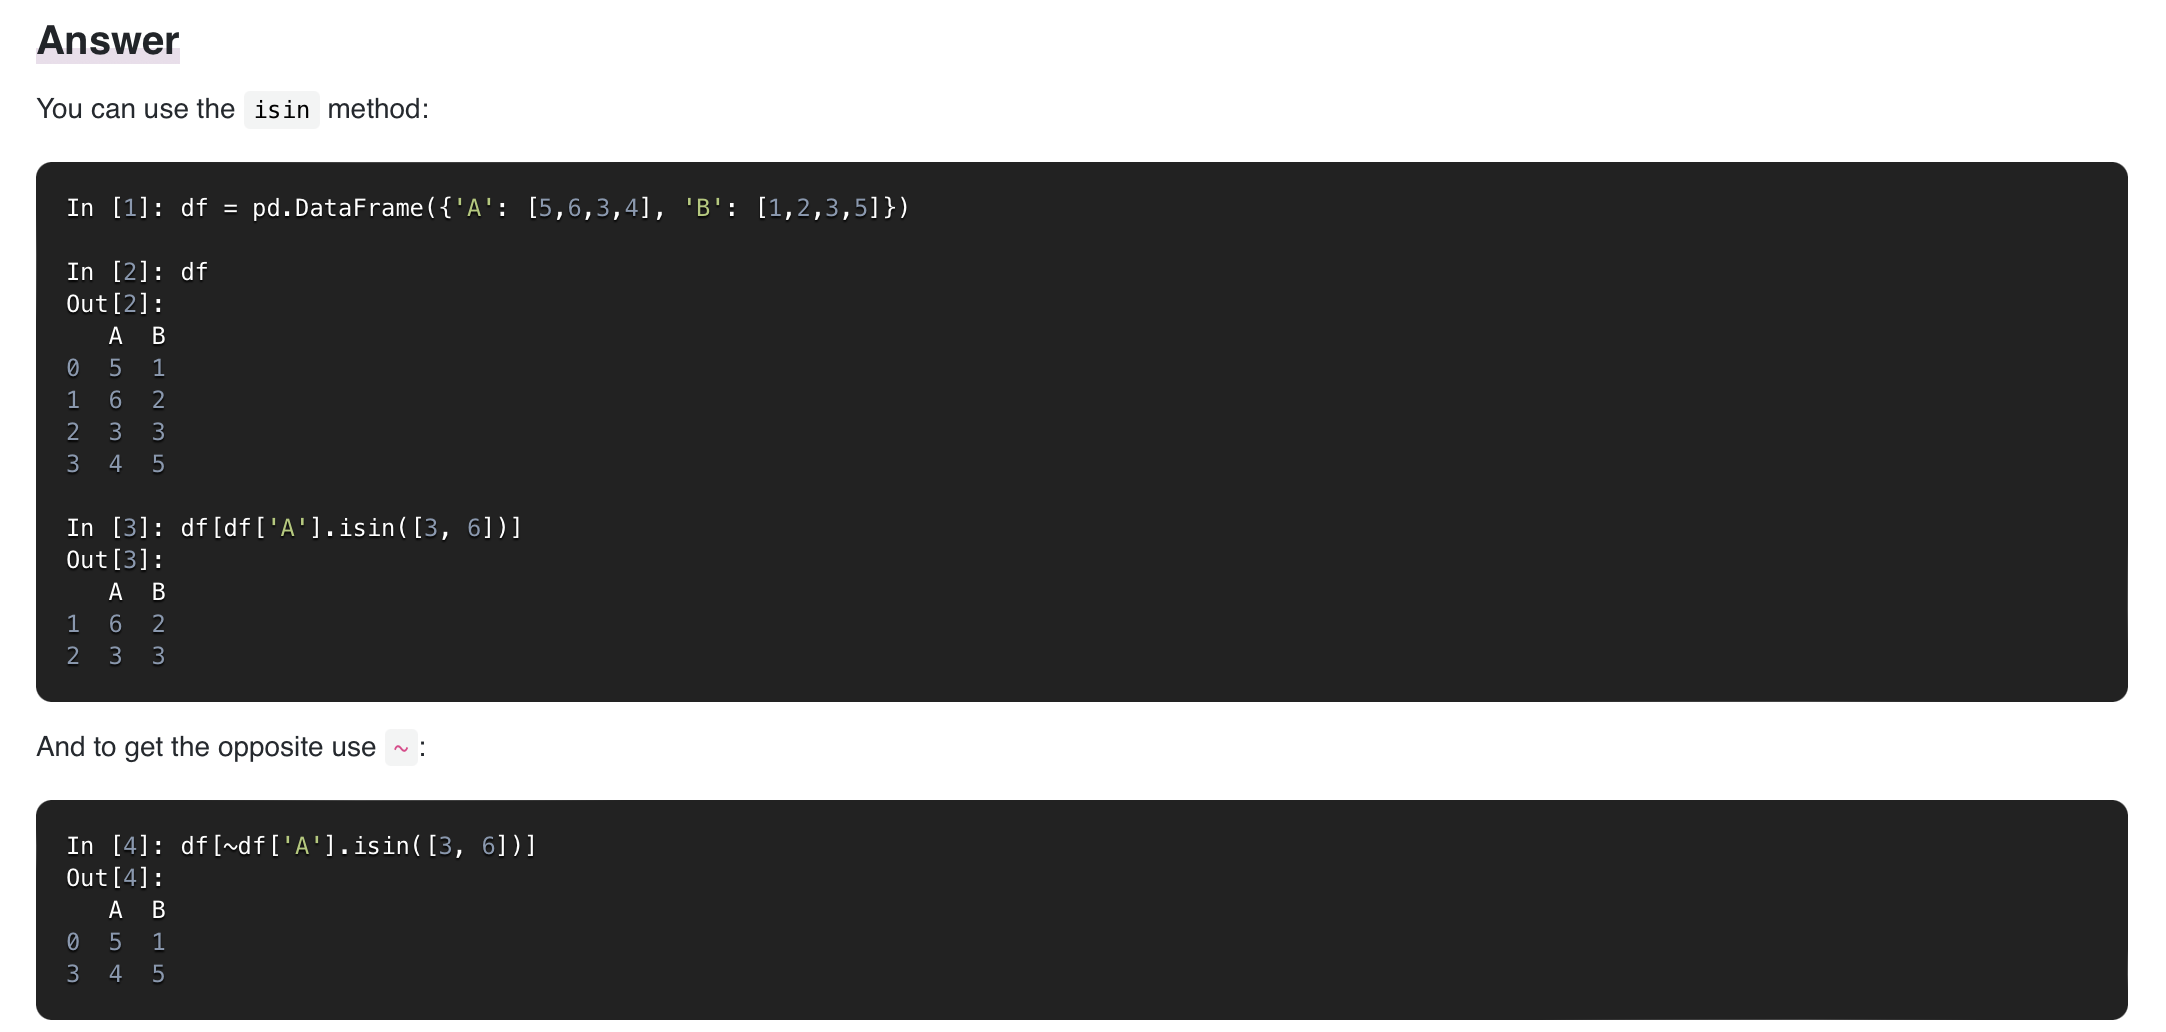 Answer
You can use the isin method:
In [1]: df = pd.DataFrame({'A': [5,6,3,4], 'B': [1,2,3,5]})
In [2]: df
Out[2]:
   A  B
0  5  1
1  6  2
2  3  3
3  4  5
In [3]: df[df['A'].isin([3, 6])]
Out[3]:
   A  B
1  6  2
2  3  3
And to get the opposite use ~:
In [4]: df[~df['A'].isin([3, 6])]
Out[4]:
   A  B
0  5  1
3  4  5